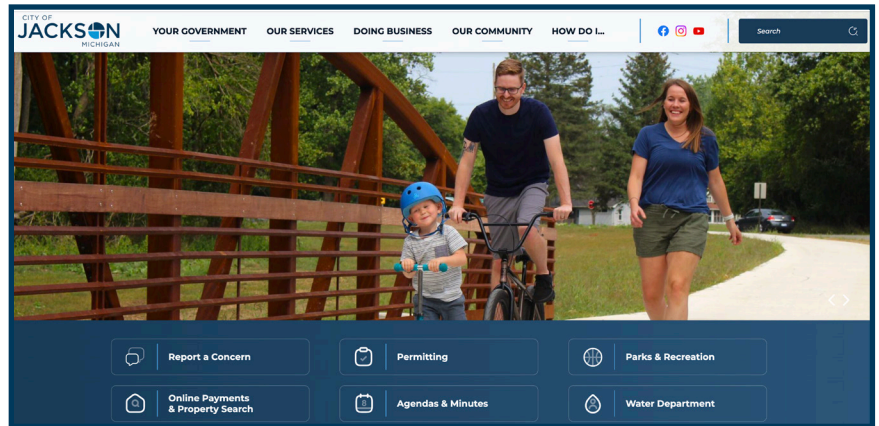 CITY OF
JACKSON
MICHIGAN
YOUR GOVERNMENT
OUR SERVICES
DOING BUSINESS
OUR COMMUNITY
HOW DO I...
Search
Report a Concern
Permitting
Parks & Recreation
Online Payments
& Property Search
8
Agendas & Minutes
Water Department